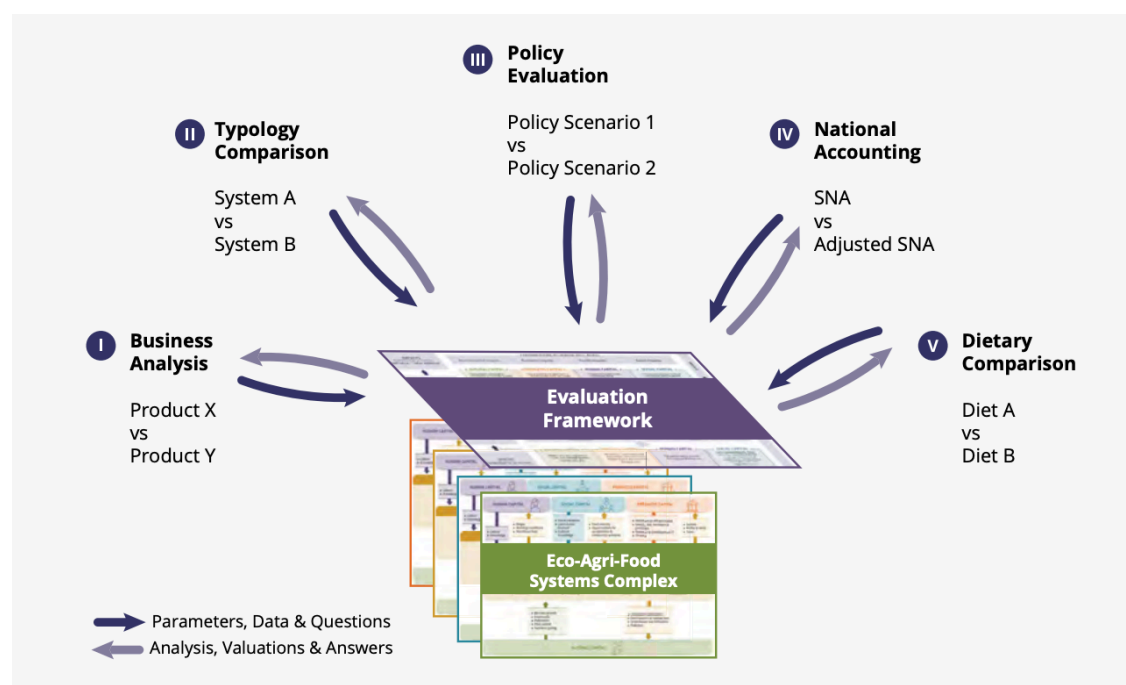 III
Policy
Evaluation
Policy Scenario 1
vs
Policy Scenario 2
II
Typology
Comparison
System A
vs
System B
IV
National
Accounting
SNA
vs
Adjusted SNA
I
Business
Analysis
Product X
vs
Product Y
V
Dietary
Comparison
Diet A
vs
Diet B
Evaluation
Framework
Eco-Agri-Food
Systems Complex
Parameters, Data & Questions
Analysis, Valuations & Answers